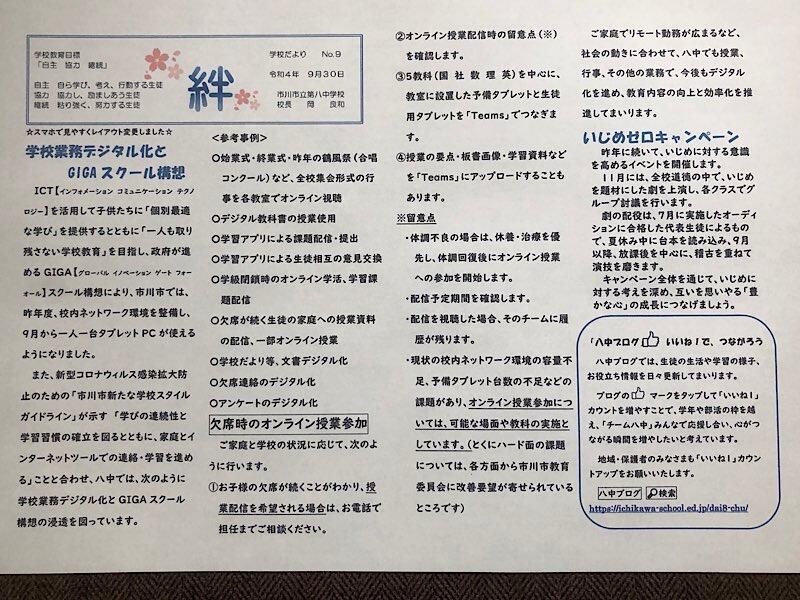 学校教育目標
「自主 協力 継続」
自主 自ら学び、考え、行動する生徒
協力 協力し、励ましあう生徒
継続 粘り強く、努力する生徒
絆
学校だより No.9
令和4年 9月30日
市川市立第八中学校
校長 岡 良和
☆スマホで見やすくレイアウト変更しました☆
学校業務デジタル化と
GIGAスクール構想
ICT【インフォメーション コミュニケーション テクノ
ロジー】を活用して子供たちに「個別最適
な学び」を提供するとともに「一人も取り
残さない学校教育」を目指し、政府が進
めるGIGA【グローバル イノベーション ゲート フォー
オール】スクール構想により、市川市では、
昨年度、校内ネットワーク環境を整備し、
9月から一人一台タブレットPCが使える
ようになりました。
また、新型コロナウィルス感染拡大防
止のための「市川市新たな学校スタイル
ガイドライン」が示す 「学びの連続性と
学習習慣の確立を図るとともに、家庭とイ
ンターネットツールでの連絡・学習を進め
る」ことと合わせ、八中では、次のように
学校業務デジタル化とGIGAスクール
構想の浸透を図っています。
<参考事例>
〇始業式・終業式・昨年の鶴風祭(合唱
コンクール)など、全校集会形式の行
事を各教室でオンライン視聴
〇デジタル教科書の授業使用
〇学習アプリによる課題配信・提出
〇学習アプリによる生徒相互の意見交換
〇学級閉鎖時のオンライン学活、学習課
題配信
〇欠席が続く生徒の家庭への授業資料
の配信、一部オンライン授業
〇学校だより等、文書デジタル化
〇欠席連絡のデジタル化
〇アンケートのデジタル化
欠席時のオンライン授業参加
ご家庭と学校の状況に応じて、次のよ
うに行います。
①お子様の欠席が続くことがわかり、授
業配信を希望される場合は、お電話で
担任までご相談ください。
②オンライン授業配信時の留意点(※)
を確認します。
③5教科(国 社 数 理 英)を中心に、
教室に設置した予備タブレットと生徒
用タブレットを「Teams」でつなぎま
す。
④授業の要点・板書画像・学習資料など
を「Teams」にアップロードすることも
あります。
※留意点
・体調不良の場合は、休養・治療を優
先し、体調回復後にオンライン授業
への参加を開始します。
・配信予定期間を確認します。
・配信を視聴した場合、そのチームに履
歴が残ります。
・現状の校内ネットワーク環境の容量不
足、予備タブレット台数の不足などの
課題があり、オンライン授業参加につ
いては、可能な場面や教科の実施と
しています。(とくにハード面の課題
については、各方面から市川市教育
委員会に改善要望が寄せられている
ところです)
ご家庭でリモート勤務が広まるなど、
社会の動きに合わせて、八中でも授業、
行事、その他の業務で、今後もデジタル
化を進め、教育内容の向上と効率化を推
進してまいります。
いじめゼロキャンペーン
昨年に続いて、いじめに対する意識
を高めるイベントを開催します。
11月には、全校道徳の中で、いじめ
を題材にした劇を上演し、各クラスでグ
ループ討議を行います。
劇の配役は、7月に実施したオーディ
ションに合格した代表生徒によるもの
で、夏休み中に台本を読み込み、9月
以降、放課後を中心に、稽古を重ねて
演技を磨きます。
キャンペーン全体を通じて、いじめに
対する考えを深め、互いを思いやる「豊
かな心」の成長につなげましょう。
「八中ブログ いいね!で、つながろう
八中ブログでは、生徒の生活や学習の様子、
お役立ち情報を日々更新してまいります。
ブログの マークをタップして「いいね!」
カウントを増やすことで、学年や部活の枠を越
え、「チーム八中」みんなで応援し合い、心がつ
ながる瞬間を増やしたいと考えています。
地域・保護者のみなさまも「いいね!」カウン
トアップをお願いいたします。
八中ブログ 検索
https://ichikawa-school.ed.jp/dai8-chu/